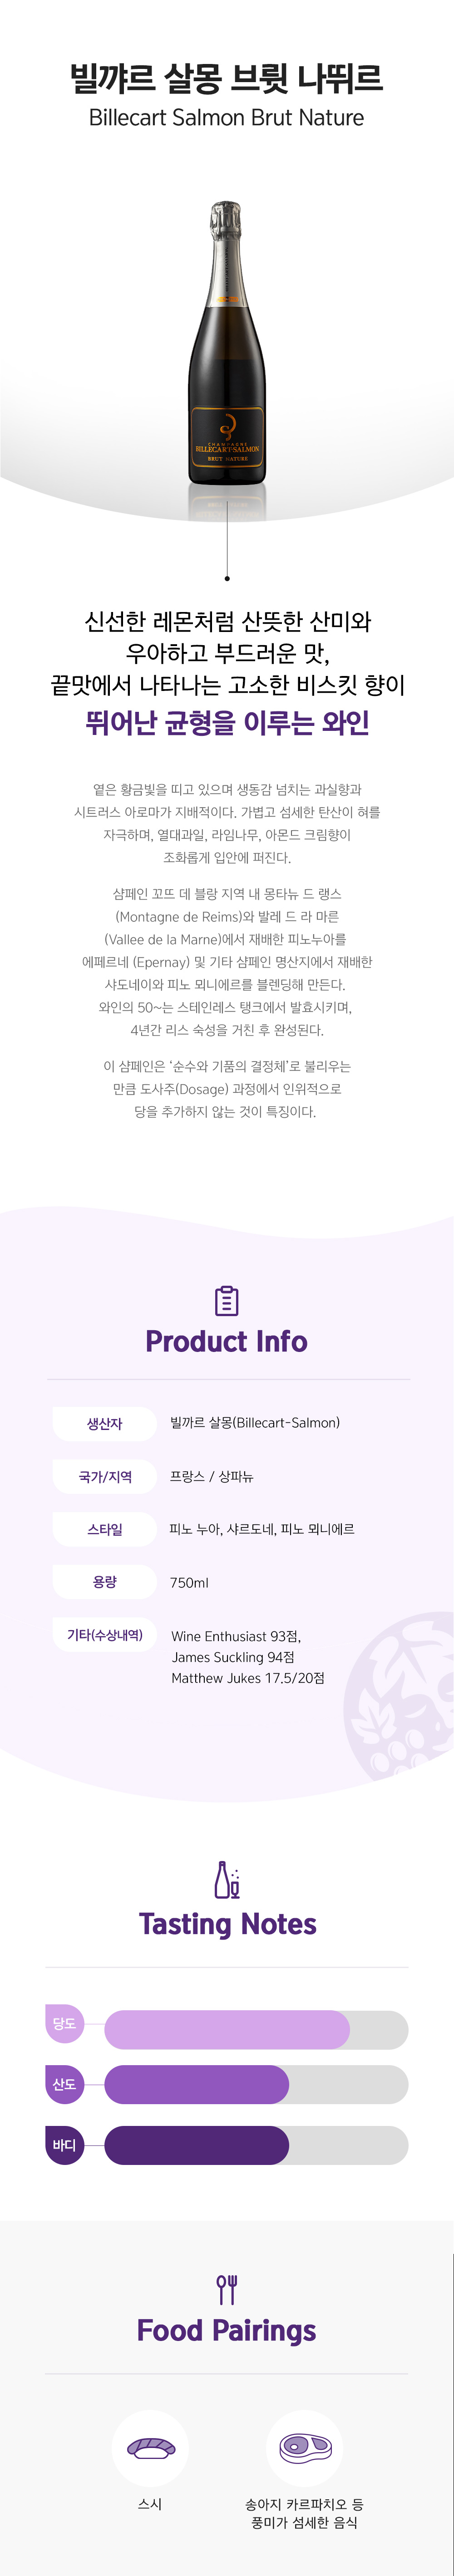 빌꺄르 살몽 브륏 나뛰르
Billecart Salmon Brut Nature
CHAMPAGNE
BILLECART-SALMON
BRUT NATURE
신선한 레몬처럼 산뜻한 산미와
우아하고 부드러운 맛,
끝맛에서 나타나는 고소한 비스킷 향이
뛰어난 균형을 이루는 와인
옅은 황금빛을 띠고 있으며 생동감 넘치는 과실향과
시트러스 아로마가 지배적이다. 가볍고 섬세한 탄산이 혀를
자극하며, 열대과일, 라임나무, 아몬드 크림향이
조화롭게 입안에 퍼진다.
샴페인 꼬뜨 데 블랑 지역 내 몽타뉴 드 랭스
(Montagne de Reims)와 발레 드 라 마른
(Vallee de la Marne)에서 재배한 피노누아를
에페르네 (Epernay) 및 기타 샴페인 명산지에서 재배한
샤도네이와 피노 뫼니에르를 블렌딩해 만든다.
와인의 50~는 스테인레스 탱크에서 발효시키며,
4년간 리스 숙성을 거친 후 완성된다.
이 샴페인은 ‘순수와 기품의 결정체’로 불리우는
만큼 도사주(Dosage) 과정에서 인위적으로
당을 추가하지 않는 것이 특징이다.
Product Info
생산자 빌까르 살몽(Billecart-Salmon)
국가/지역 프랑스 / 상파뉴
스타일 피노 누아, 샤르도네, 피노 뫼니에르
용량 750ml
기타(수상내역) Wine Enthusiast 93점,
James Suckling 94점
Matthew Jukes 17.5/20점
Tasting Notes
당도
산도
바디
Food Pairings
스시
송아지 카르파치오 등
풍미가 섬세한 음식